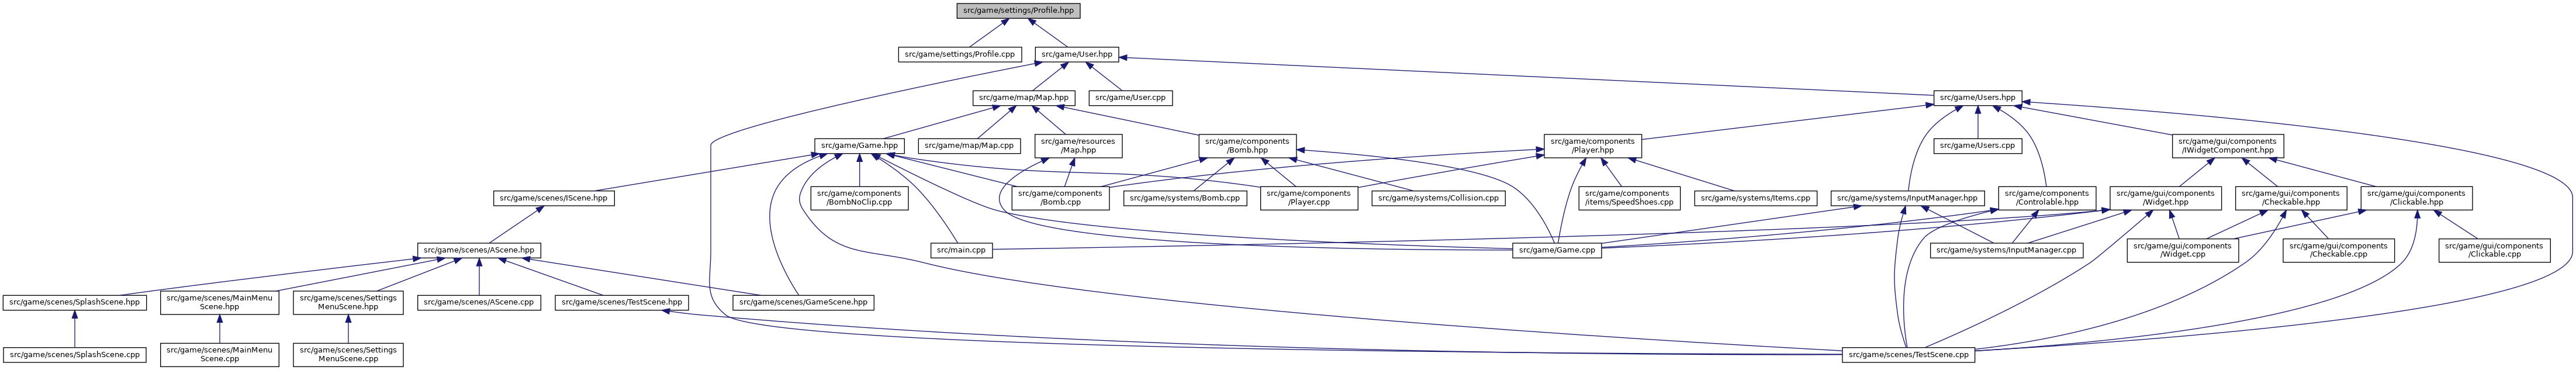 src/game/settings/Profile.hpp
src/game/settings/Profile.cpp
src/game/User.hpp
src/game/map/Map.hpp
src/game/User.cpp
src/game/Users.hpp
src/game/Game.hpp
src/game/map/Map.cpp
src/game/resources
/Map.hpp
src/game/components
/Bomb.hpp
src/game/components
/Player.hpp
src/game/Users.cpp
src/game/gui/components
/IWidgetComponent.hpp
src/game/scenes/IScene.hpp
src/game/components
/BombNoClip.cpp
src/game/components
/Bomb.cpp
src/game/systems/Bomb.cpp
src/game/components
/Player.cpp
src/game/systems/Collision.cpp
src/game/components
/items/SpeedShoes.cpp
src/game/systems/Items.cpp
src/game/systems/InputManager.hpp
src/game/components
/Controlable.hpp
src/game/gui/components
/Widget.hpp
src/game/gui/components
/Checkable.hpp
src/game/gui/components
/Clickable.hpp
src/game/scenes/AScene.hpp
src/main.cpp
src/game/Game.cpp
src/game/systems/InputManager.cpp
src/game/gui/components
/Widget.cpp
src/game/gui/components
/Checkable.cpp
src/game/gui/components
/Clickable.cpp
src/game/scenes/SplashScene.hpp
src/game/scenes/MainMenu
Scene.hpp
src/game/scenes/Settings
MenuScene.hpp
src/game/scenes/AScene.cpp
src/game/scenes/TestScene.hpp
src/game/scenes/GameScene.hpp
src/game/scenes/SplashScene.cpp
src/game/scenes/MainMenu
Scene.cpp
src/game/scenes/Settings
MenuScene.cpp
src/game/scenes/TestScene.cpp